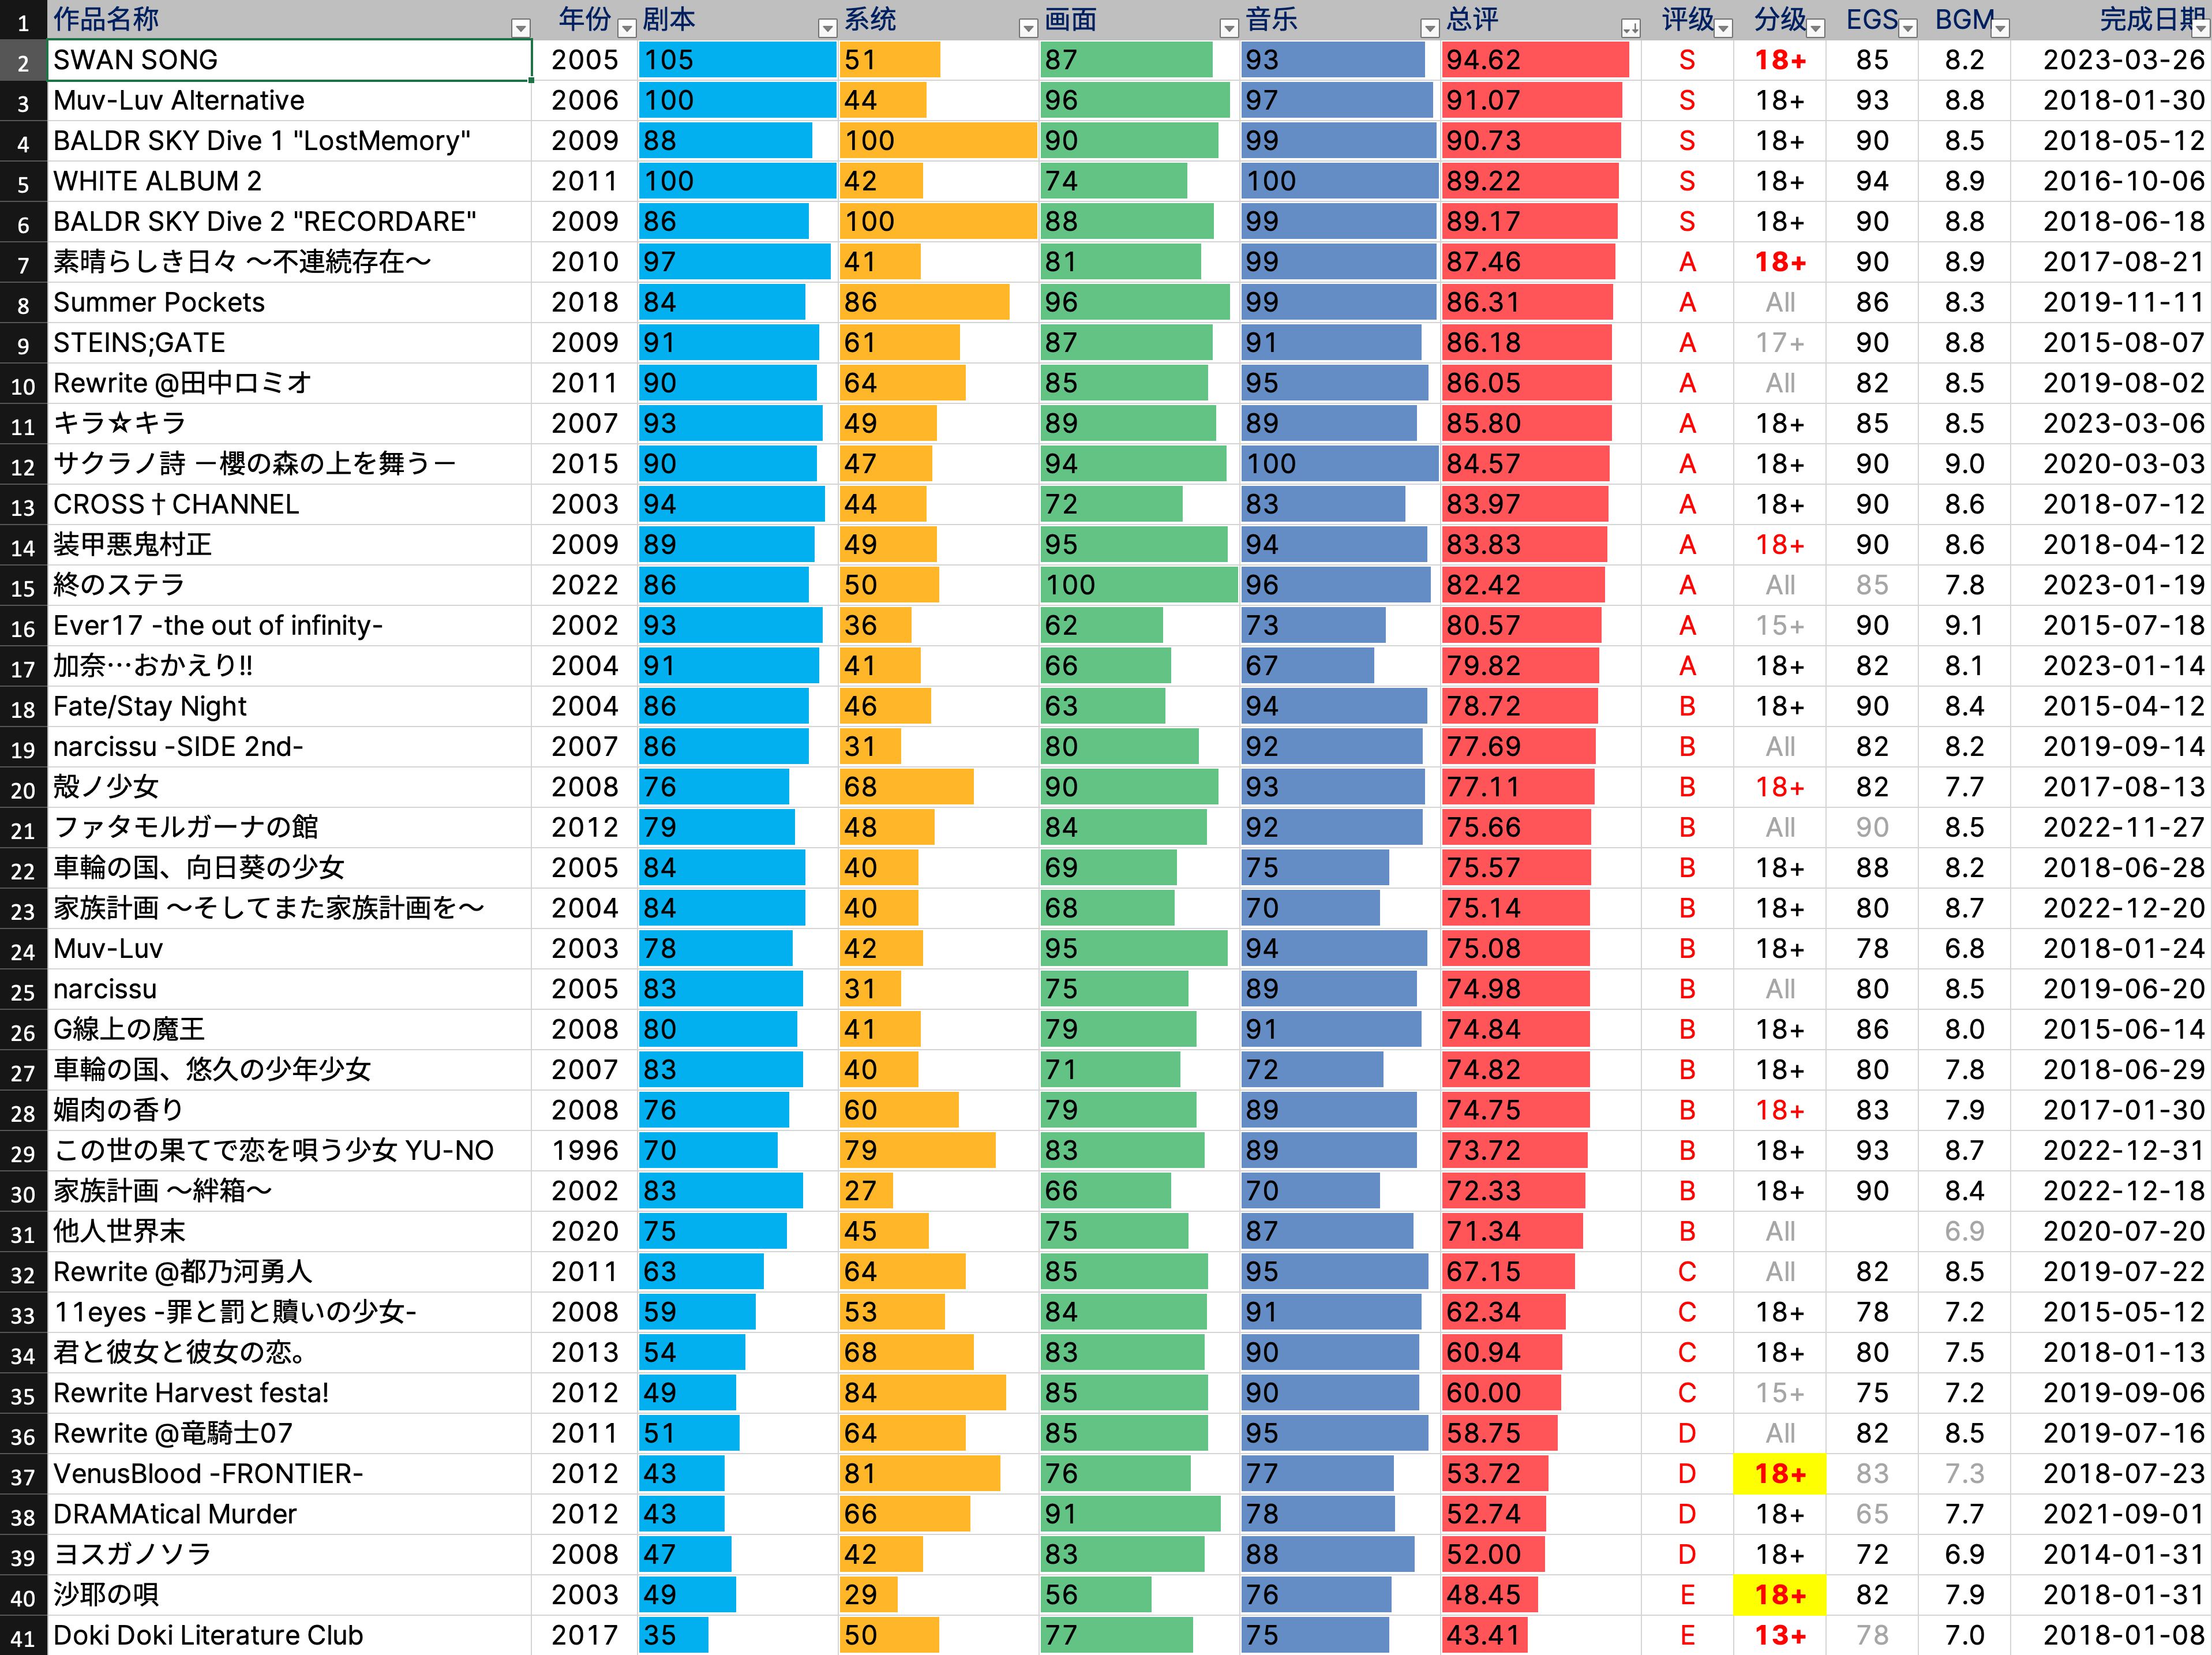 1 作品名称 年份 剧本 系统 画面 音乐 总评 评级 分级 EGS BGM 完成日期
2 SWAN SONG 2005 105 51 87 93 94.62 S 18+ 85 8.2 2023-03-26
3 Muv-Luv Alternative 2006 100 44 96 97 91.07 S 18+ 93 8.8 2018-01-30
4 BALDR SKY Dive 1 "LostMemory" 2009 88 100 90 99 90.73 S 18+ 90 8.5 2018-05-12
5 WHITE ALBUM 2 2011 100 42 74 100 89.22 S 18+ 94 8.9 2016-10-06
6 BALDR SKY Dive 2 "RECORDARE" 2009 86 100 88 99 89.17 S 18+ 90 8.8 2018-06-18
7 素晴らしき日々 〜不連続存在〜 2010 97 41 81 99 87.46 A 18+ 90 8.9 2017-08-21
8 Summer Pockets 2018 84 86 96 99 86.31 A All 86 8.3 2019-11-11
9 STEINS;GATE 2009 91 61 87 91 86.18 A 17+ 90 8.8 2015-08-07
10 Rewrite @田中ロミオ 2011 90 64 85 95 86.05 A All 82 8.5 2019-08-02
11 キラ☆キラ 2007 93 49 89 89 85.80 A 18+ 85 8.5 2023-03-06
12 サクラノ詩 －櫻の森の上を舞う－ 2015 90 47 94 100 84.57 A 18+ 90 9.0 2020-03-03
13 CROSS†CHANNEL 2003 94 44 72 83 83.97 A 18+ 90 8.6 2018-07-12
14 装甲悪鬼村正 2009 89 49 95 94 83.83 A 18+ 90 8.6 2018-04-12
15 終のステラ 2022 86 50 100 96 82.42 A All 85 7.8 2023-01-19
16 Ever17 -the out of infinity- 2002 93 36 62 73 80.57 A 15+ 90 9.1 2015-07-18
17 加奈…おかえり!! 2004 91 41 66 67 79.82 A 18+ 82 8.1 2023-01-14
18 Fate/Stay Night 2004 86 46 63 94 78.72 B 18+ 90 8.4 2015-04-12
19 narcissu -SIDE 2nd- 2007 86 31 80 92 77.69 B All 82 8.2 2019-09-14
20 殻ノ少女 2008 76 68 90 93 77.11 B 18+ 82 7.7 2017-08-13
21 ファタモルガーナの館 2012 79 48 84 92 75.66 B All 90 8.5 2022-11-27
22 車輪の国、向日葵の少女 2005 84 40 69 75 75.57 B 18+ 88 8.2 2018-06-28
23 家族計画 〜そしてまた家族計画を〜 2004 84 40 68 70 75.14 B 18+ 80 8.7 2022-12-20
24 Muv-Luv 2003 78 42 95 94 75.08 B 18+ 78 6.8 2018-01-24
25 narcissu 2005 83 31 75 89 74.98 B All 80 8.5 2019-06-20
26 G線上の魔王 2008 80 41 79 91 74.84 B 18+ 86 8.0 2015-06-14
27 車輪の国、悠久の少年少女 2007 83 40 71 72 74.82 B 18+ 80 7.8 2018-06-29
28 媚肉の香り 2008 76 60 79 89 74.75 B 18+ 83 7.9 2017-01-30
29 この世の果てで恋を唄う少女 YU-NO 1996 70 79 83 89 73.72 B 18+ 93 8.7 2022-12-31
30 家族計画 〜絆箱〜 2002 83 27 66 70 72.33 B 18+ 90 8.4 2022-12-18
31 他人世界末 2020 75 45 75 87 71.34 B All 6.9 2020-07-20
32 Rewrite @都乃河勇人 2011 63 64 85 95 67.15 C All 82 8.5 2019-07-22
33 11eyes -罪と罰と贖いの少女- 2008 59 53 84 91 62.34 C 18+ 78 7.2 2015-05-12
34 君と彼女と彼女の恋。 2013 54 68 83 90 60.94 C 18+ 80 7.5 2018-01-13
35 Rewrite Harvest festa! 2012 49 84 85 90 60.00 C 15+ 75 7.2 2019-09-06
36 Rewrite @竜騎士07 2011 51 64 85 95 58.75 D All 82 8.5 2019-07-16
37 VenusBlood -FRONTIER- 2012 43 81 76 77 53.72 D 18+ 83 7.3 2018-07-23
38 DRAMAtical Murder 2012 43 66 91 78 52.74 D 18+ 65 7.7 2021-09-01
39 ヨスガノソラ 2008 47 42 83 88 52.00 D 18+ 72 6.9 2014-01-31
40 沙耶の唄 2003 49 29 56 76 48.45 E 18+ 82 7.9 2018-01-31
41 Doki Doki Literature Club 2017 35 50 77 75 43.41 E 13+ 78 7.0 2018-01-08